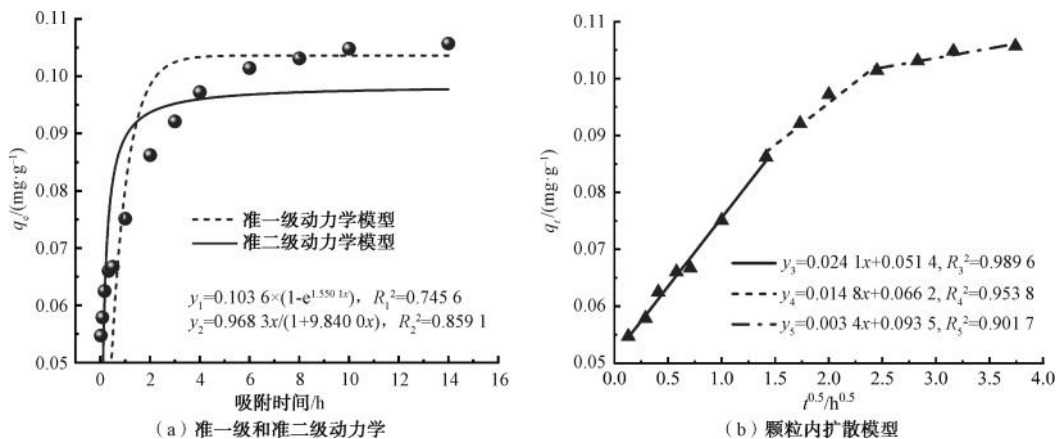 0.11
0.10
0.09
0.08
0.07
0.06
0.05
qe/(mg·g⁻¹)
准一级动力学模型
准二级动力学模型
y₁=0.103 6×(1-e^1.550 1x), R₁²=0.745 6
y₂=0.968 3x/(1+9.840 0x), R₂²=0.859 1
0 2 4 6 8 10 12 14 16
吸附时间/h
(a)准一级和准二级动力学
0.11
0.10
0.09
0.08
0.07
0.06
0.05
qt/(mg·g⁻¹)
y₃=0.024 1x+0.051 4, R₃²=0.989 6
y₄=0.014 8x+0.066 2, R₄²=0.953 8
y₅=0.003 4x+0.093 5, R₅²=0.901 7
0.0 0.5 1.0 1.5 2.0 2.5 3.0 3.5 4.0
t^0.5/h^0.5
(b)颗粒内扩散模型